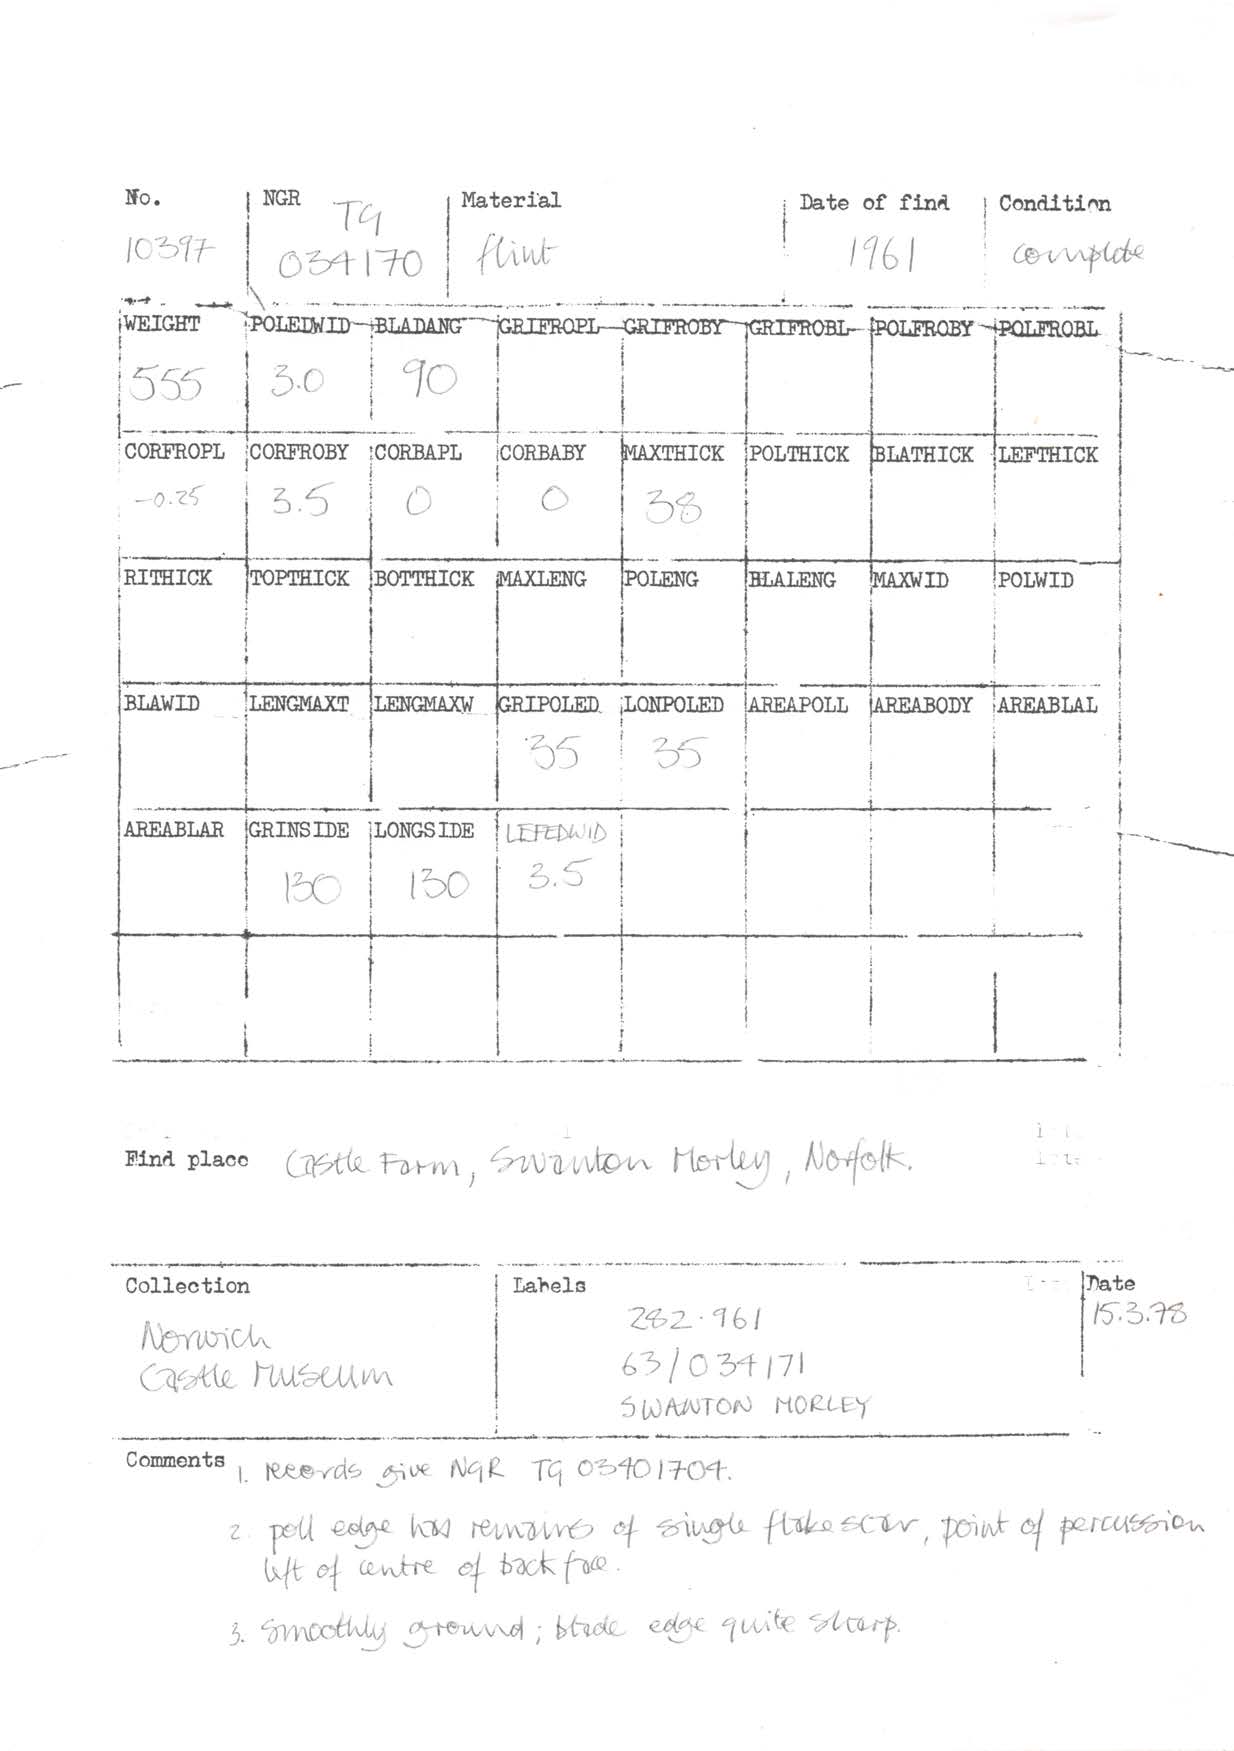 No. NGR Material Date of find Condition
TG
10397 034170 flint 1961 complete
WEIGHT POLEDWID BLADANG GRIFROPL GRIFROBY GRIFROBL POLFROBY POLFROBL
555 3.0 90
CORFROPL CORFROBY CORBAPL CORBABY MAXTHICK POLTHICK BLATHICK LEFTHICK
-0.25 3.5 0 0 38
RITHICK TOPTHICK BOTTHICK MAXLENG POLENG BLALENG MAXWID POLWID
BLAWID LENGMAXT LENGMAXW GRIPOLED LONPOLED AREAPOLL AREABODY AREABLAL
35 35
AREABLAR GRINSIDE LONGSIDE LEFEDWID
130 130 3.5
Find place Castle Farm, Swanton Morley, Norfolk.
Collection Labels Date
282.961 15.3.78
Norwich
63/034171
Castle Museum
SWANTON MORLEY
Comments 1. records give NGR TG 03401704.
2. poll edge has remains of single flake scar, point of percussion
left of centre of back face.
3. smoothly ground; blade edge quite sharp.